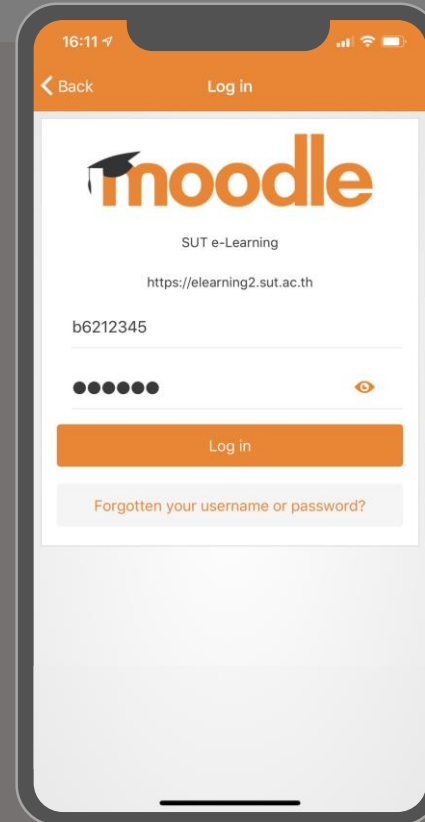 16:11
Back
Log in
moodle
SUT e-Learning
https://elearning2.sut.ac.th
b6212345
●●●●●●
Log in
Forgotten your username or password?